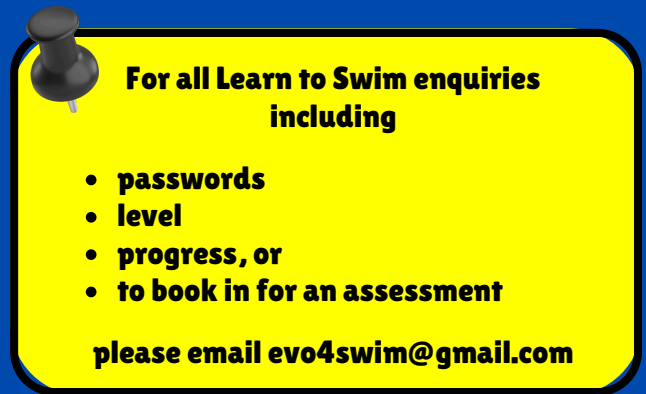 For all Learn to Swim enquiries
including
• passwords
• level
• progress, or
• to book in for an assessment
please email evo4swim@gmail.com